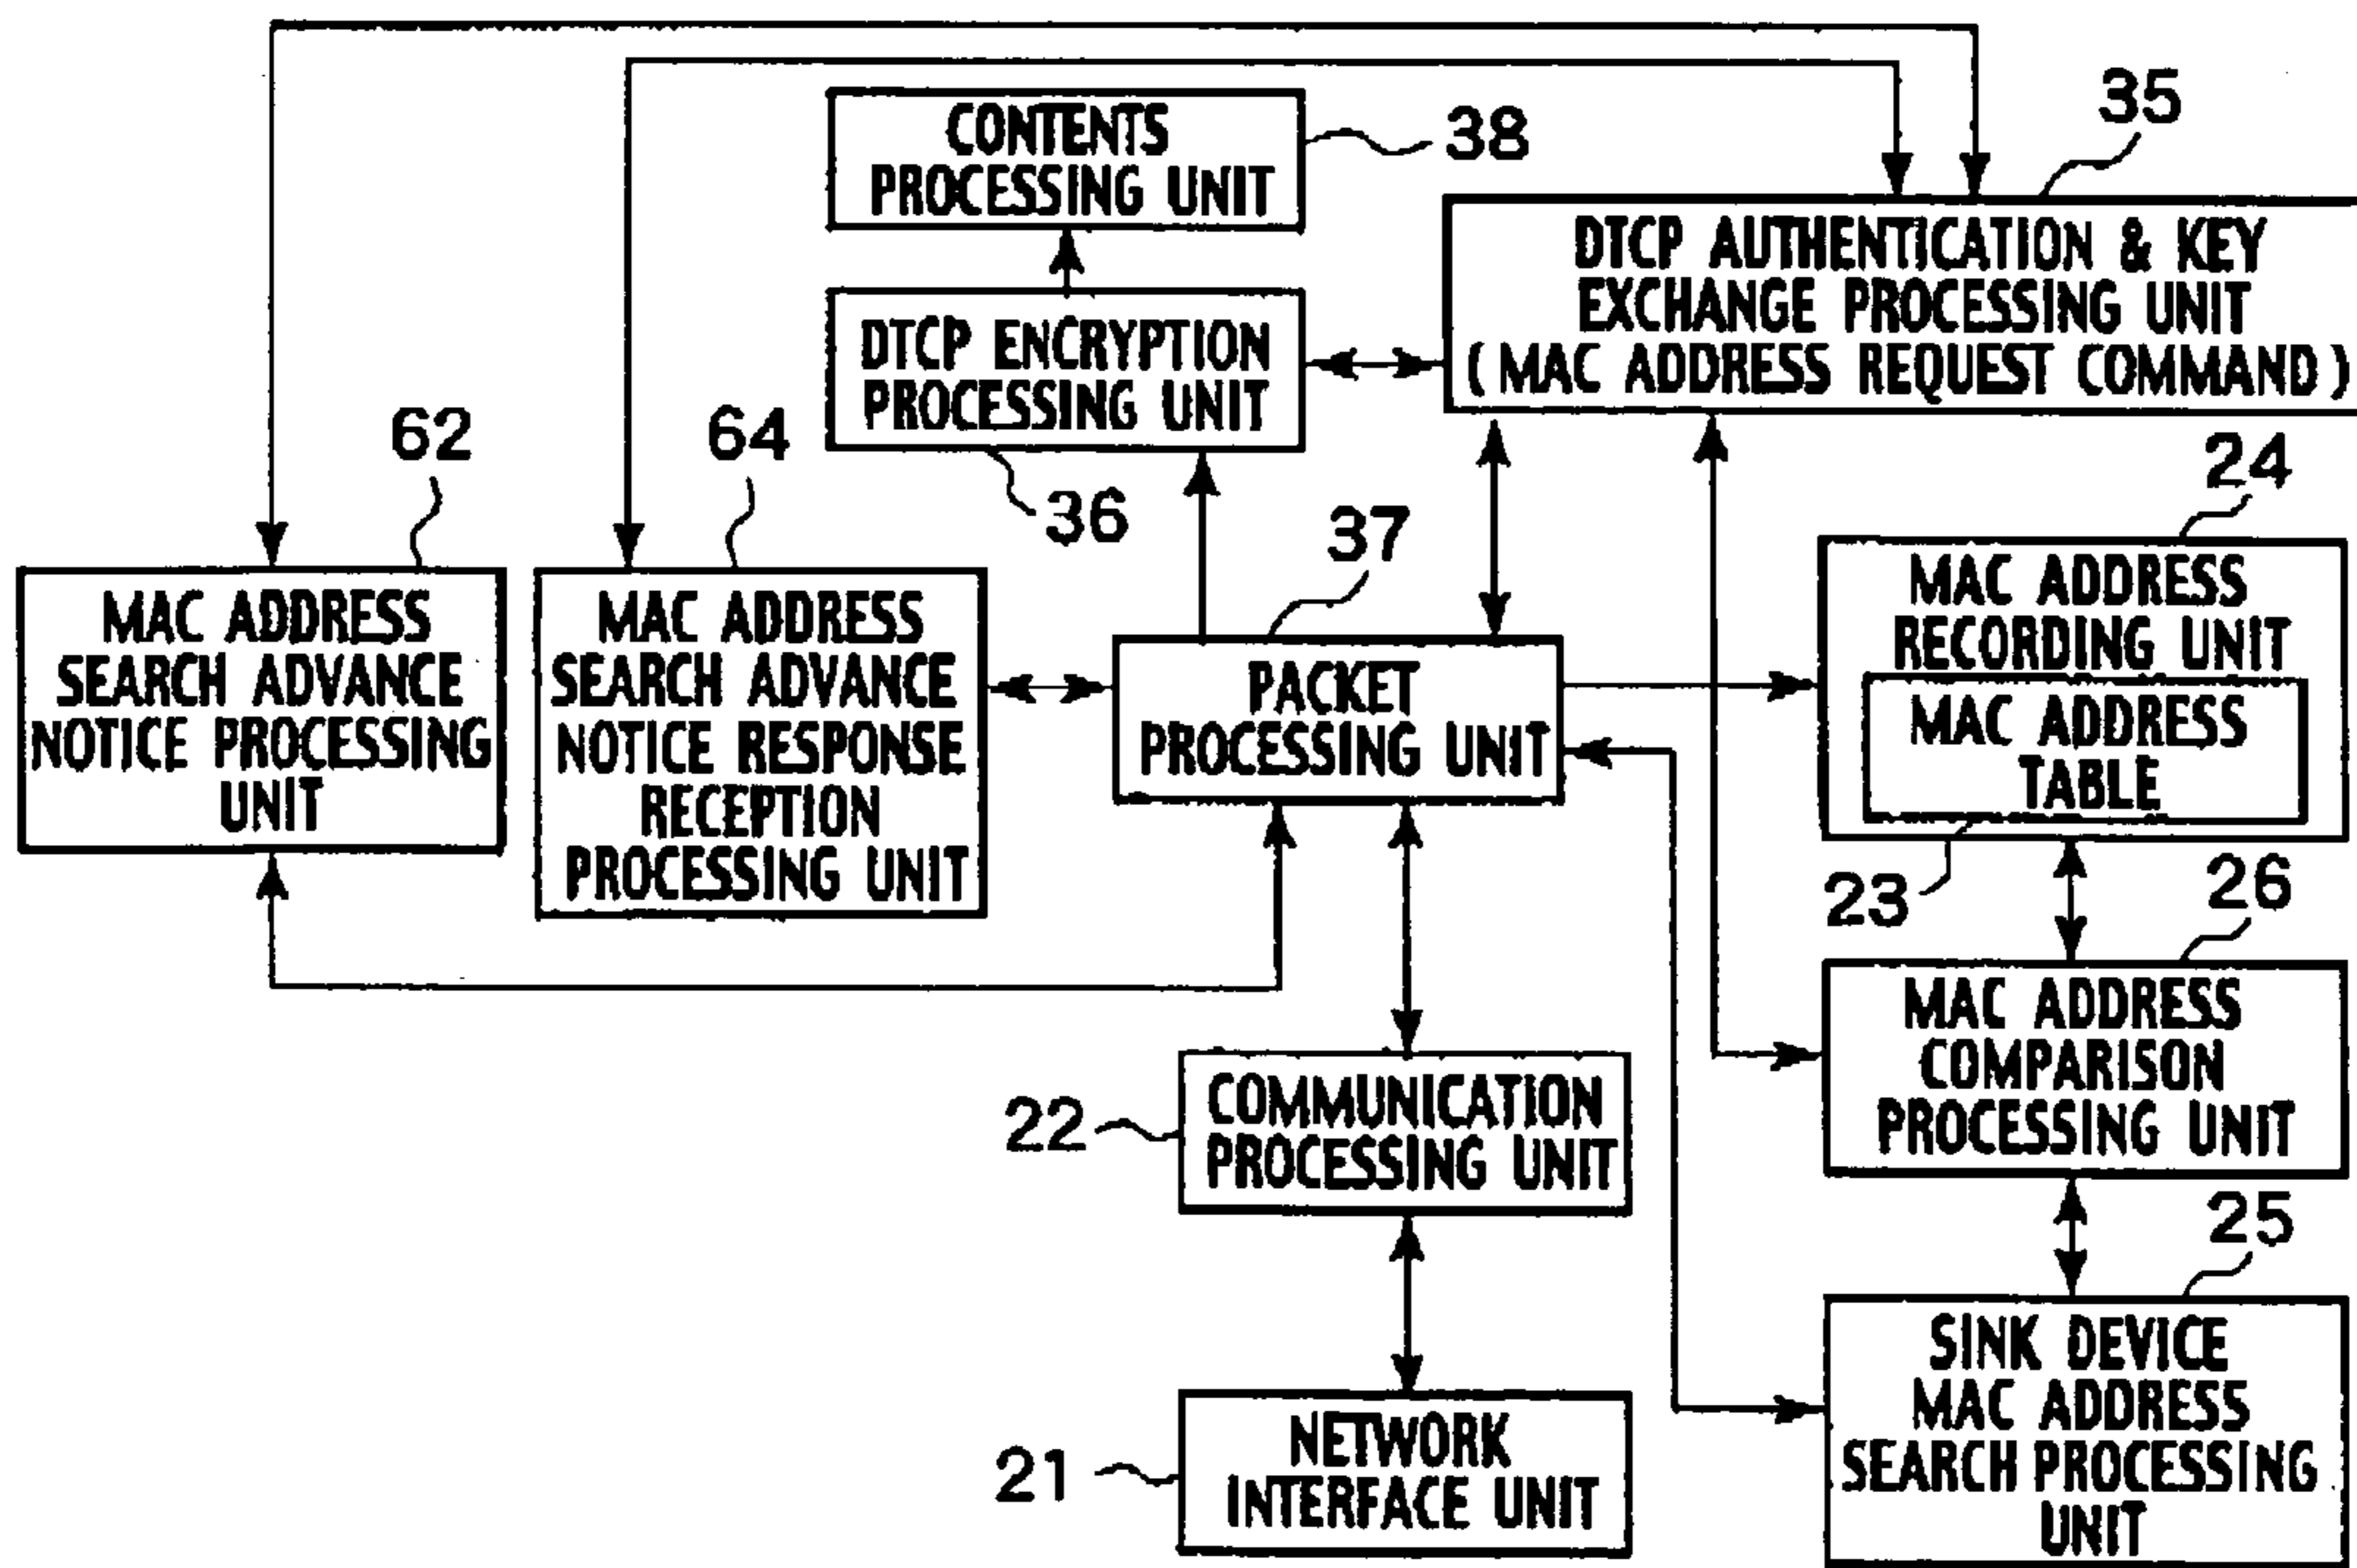 35
CONTENTS
PROCESSING UNIT
38
DTCP AUTHENTICATION & KEY
EXCHANGE PROCESSING UNIT
( MAC ADDRESS REQUEST COMMAND )
DTCP ENCRYPTION
PROCESSING UNIT
36
62
64
37
24
MAC ADDRESS
SEARCH ADVANCE
NOTICE PROCESSING
UNIT
MAC ADDRESS
SEARCH ADVANCE
NOTICE RESPONSE
RECEPTION
PROCESSING UNIT
PACKET
PROCESSING UNIT
MAC ADDRESS
RECORDING UNIT
MAC ADDRESS
TABLE
23
26
MAC ADDRESS
COMPARISON
PROCESSING UNIT
22
COMMUNICATION
PROCESSING UNIT
25
SINK DEVICE
MAC ADDRESS
SEARCH PROCESSING
UNIT
21
NETWORK
INTERFACE UNIT